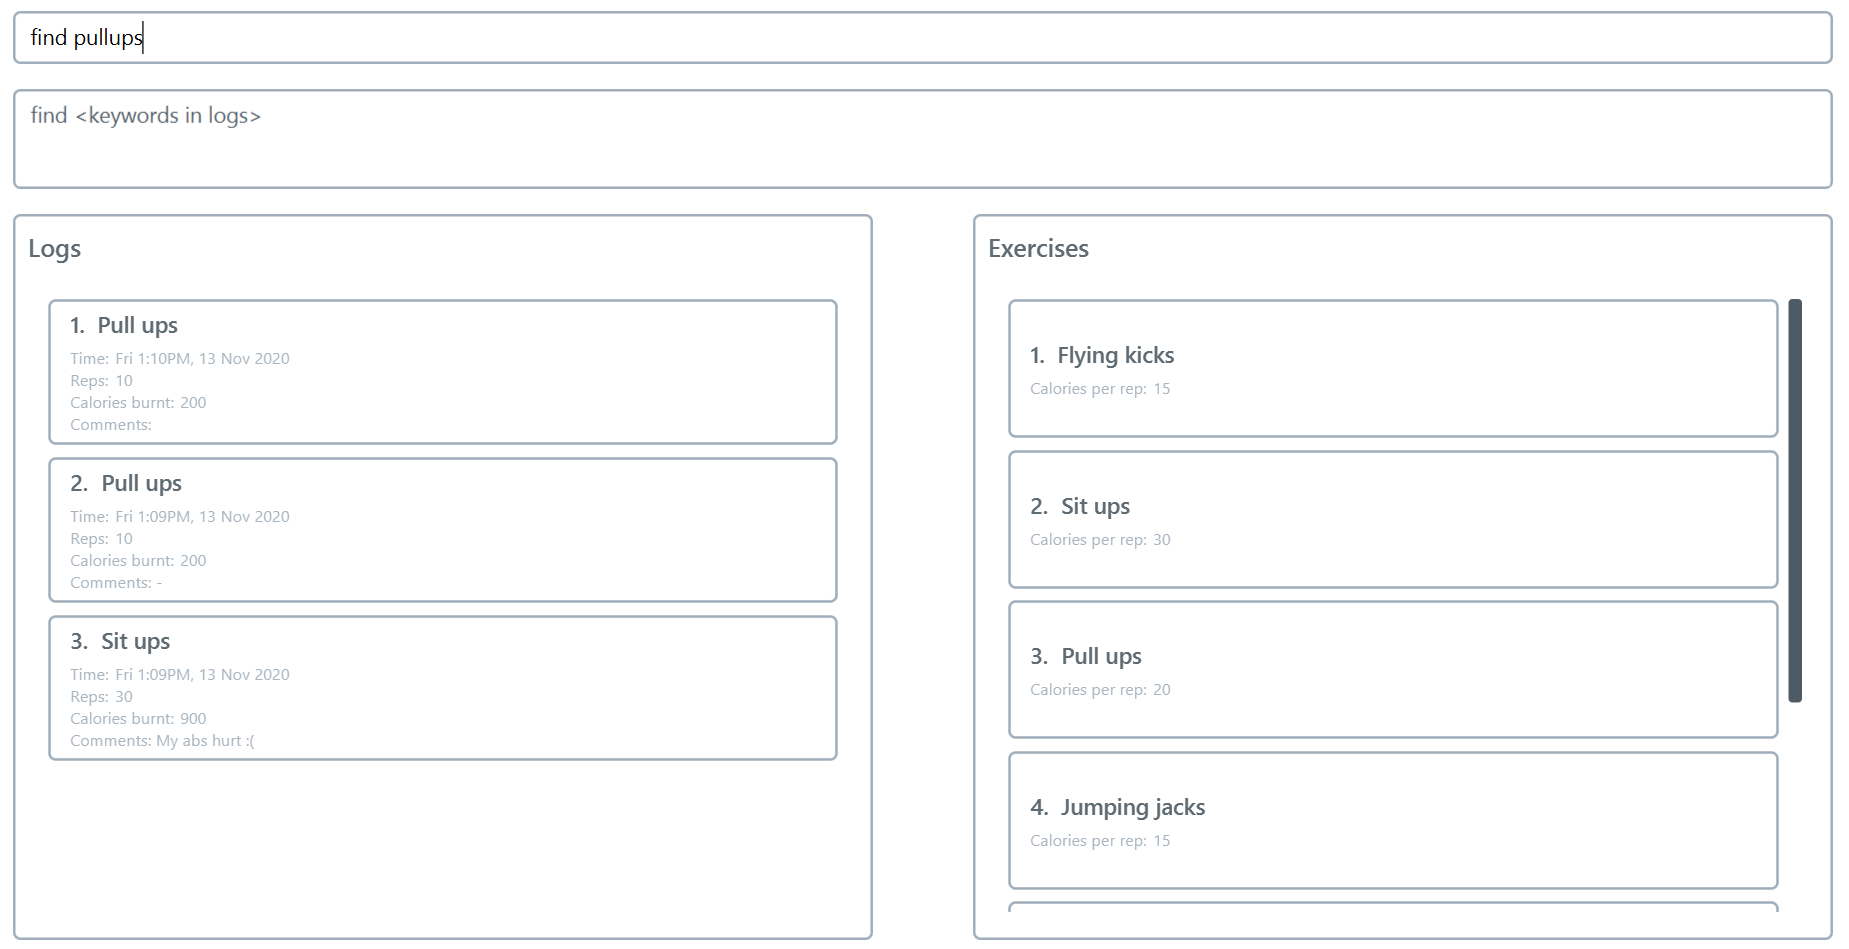 find pullups
find <keywords in logs>
Logs
1. Pull ups
Time: Fri 1:10PM, 13 Nov 2020
Reps: 10
Calories burnt: 200
Comments:
2. Pull ups
Time: Fri 1:09PM, 13 Nov 2020
Reps: 10
Calories burnt: 200
Comments: -
3. Sit ups
Time: Fri 1:09PM, 13 Nov 2020
Reps: 30
Calories burnt: 900
Comments: My abs hurt :(
Exercises
1. Flying kicks
Calories per rep: 15
2. Sit ups
Calories per rep: 30
3. Pull ups
Calories per rep: 20
4. Jumping jacks
Calories per rep: 15